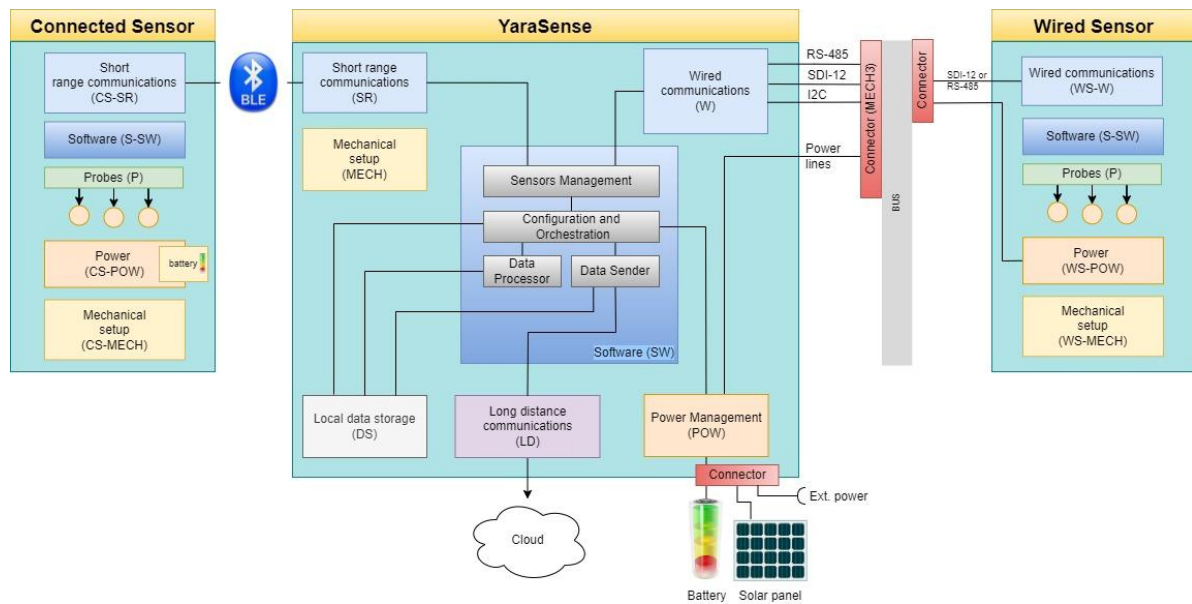 Connected Sensor
Short
range communications
(CS-SR)
Software (S-SW)
Probes (P)
Power
(CS-POW)
battery
Mechanical
setup
(CS-MECH)
BLE
YaraSense
Short range
communications
(SR)
Mechanical
setup
(MECH)
Wired
communications
(W)
Sensors Management
Configuration and
Orchestration
Data
Processor
Data Sender
Software (SW)
Local data storage
(DS)
Long distance
communications
(LD)
Power Management
(POW)
Connector
Ext. power
Cloud
Battery
Solar panel
RS-485
SDI-12
I2C
Power
lines
Connector (MECH3)
BUS
Connector
SDI-12 or
RS-485
Wired Sensor
Wired communications
(WS-W)
Software (S-SW)
Probes (P)
Power
(WS-POW)
Mechanical
setup
(WS-MECH)